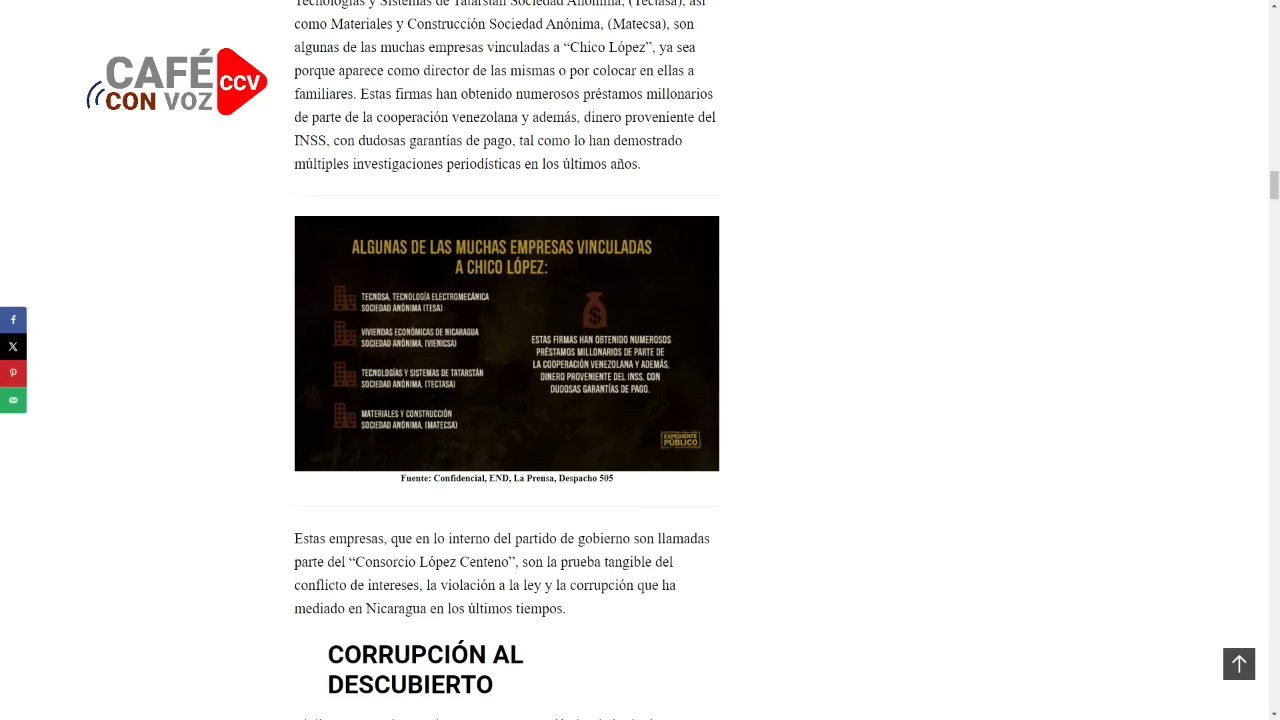 Tecnologías y Sistemas de Tatarstán Sociedad Anónima, (Tectasa), así
como Materiales y Construcción Sociedad Anónima, (Matecsa), son
algunas de las muchas empresas vinculadas a “Chico López”, ya sea
porque aparece como director de las mismas o por colocar en ellas a
familiares. Estas firmas han obtenido numerosos préstamos millonarios
de parte de la cooperación venezolana y además, dinero proveniente del
INSS, con dudosas garantías de pago, tal como lo han demostrado
múltiples investigaciones periodísticas en los últimos años.
CAFÉ
CON VOZ
CCV
ALGUNAS DE LAS MUCHAS EMPRESAS VINCULADAS
A CHICO LÓPEZ:
TECNOSA, TECNOLOGÍA ELECTROMECÁNICA
SOCIEDAD ANÓNIMA (TESA)
VIVIENDAS ECONÓMICAS DE NICARAGUA
SOCIEDAD ANÓNIMA, (VIENICSA)
TECNOLOGÍAS Y SISTEMAS DE TATARSTÁN
SOCIEDAD ANÓNIMA, (TECTASA)
MATERIALES Y CONSTRUCCIÓN
SOCIEDAD ANÓNIMA, (MATECSA)
$
ESTAS FIRMAS HAN OBTENIDO NUMEROSOS
PRÉSTAMOS MILLONARIOS DE PARTE DE
LA COOPERACIÓN VENEZOLANA Y ADEMÁS,
DINERO PROVENIENTE DEL INSS, CON
DUDOSAS GARANTÍAS DE PAGO.
EXPEDIENTE
PÚBLICO
Fuente: Confidencial, END, La Prensa, Despacho 505
Estas empresas, que en lo interno del partido de gobierno son llamadas
parte del “Consorcio López Centeno”, son la prueba tangible del
conflicto de intereses, la violación a la ley y la corrupción que ha
mediado en Nicaragua en los últimos tiempos.
CORRUPCIÓN AL
DESCUBIERTO